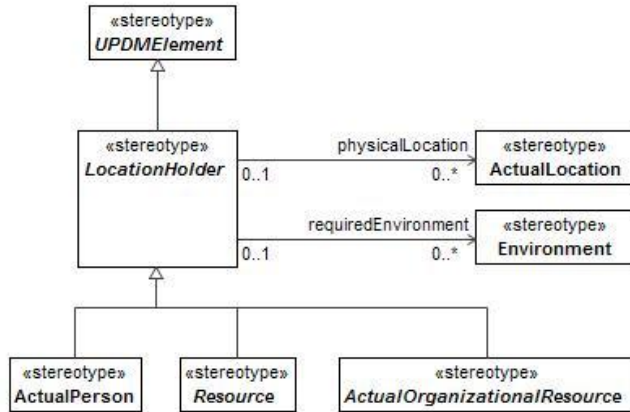 «stereotype»
UPDMElement
«stereotype»
LocationHolder
physicalLocation
0..1
0..*
«stereotype»
ActualLocation
requiredEnvironment
0..1
0..*
«stereotype»
Environment
«stereotype»
ActualPerson
«stereotype»
Resource
«stereotype»
ActualOrganizationalResource